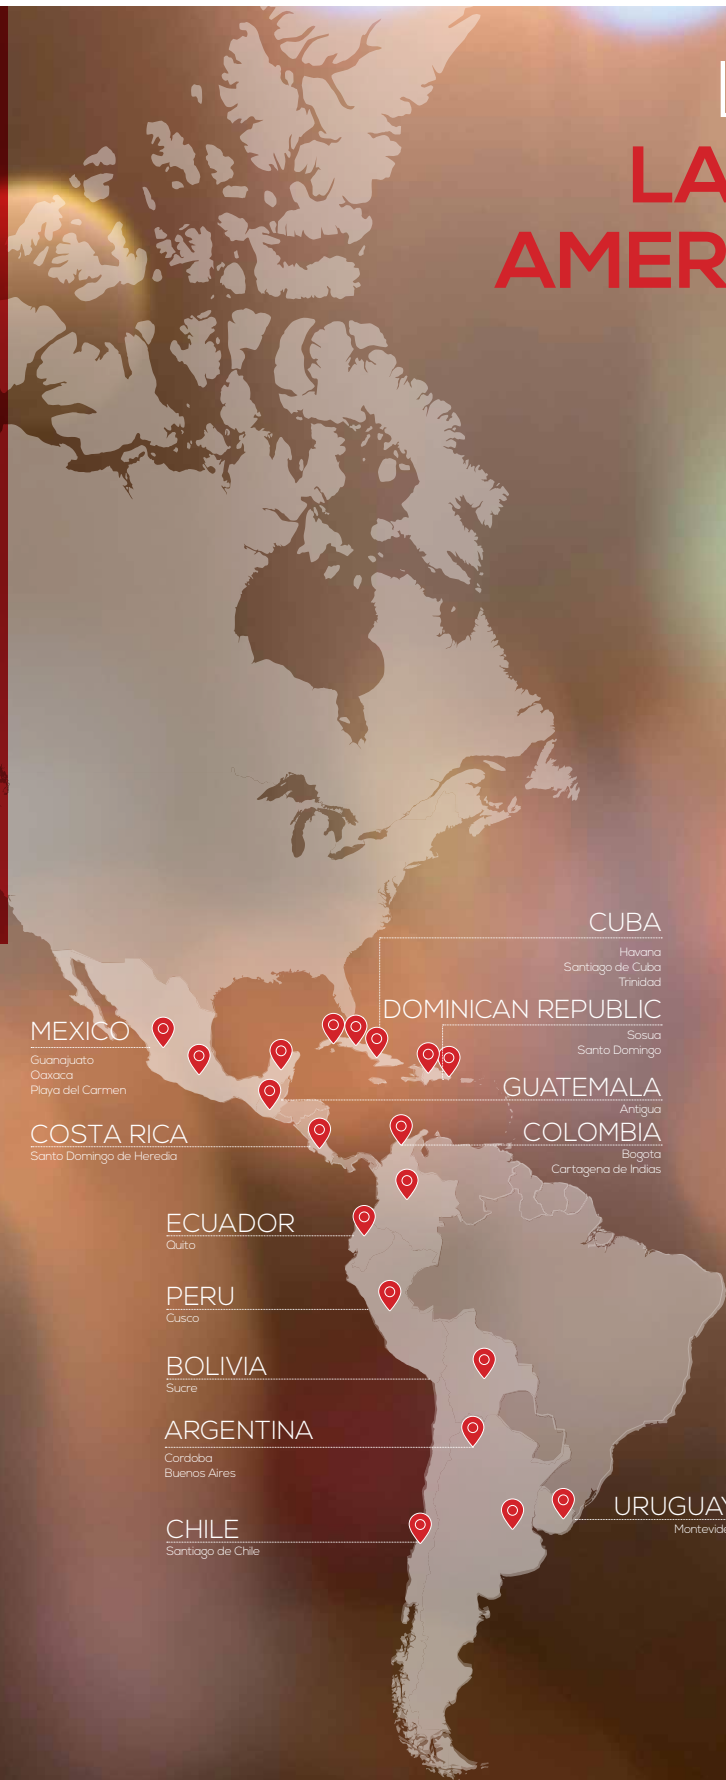 L
LA
AMER
CUBA
Havana
Santiago de Cuba
Trinidad
DOMINICAN REPUBLIC
Sosua
Santo Domingo
MEXICO
Guanajuato
Oaxaca
Playa del Carmen
GUATEMALA
Antigua
COSTA RICA
Santo Domingo de Heredia
COLOMBIA
Bogota
Cartagena de Indias
ECUADOR
Quito
PERU
Cusco
BOLIVIA
Sucre
ARGENTINA
Cordoba
Buenos Aires
URUGUAY
Montevide
CHILE
Santiago de Chile